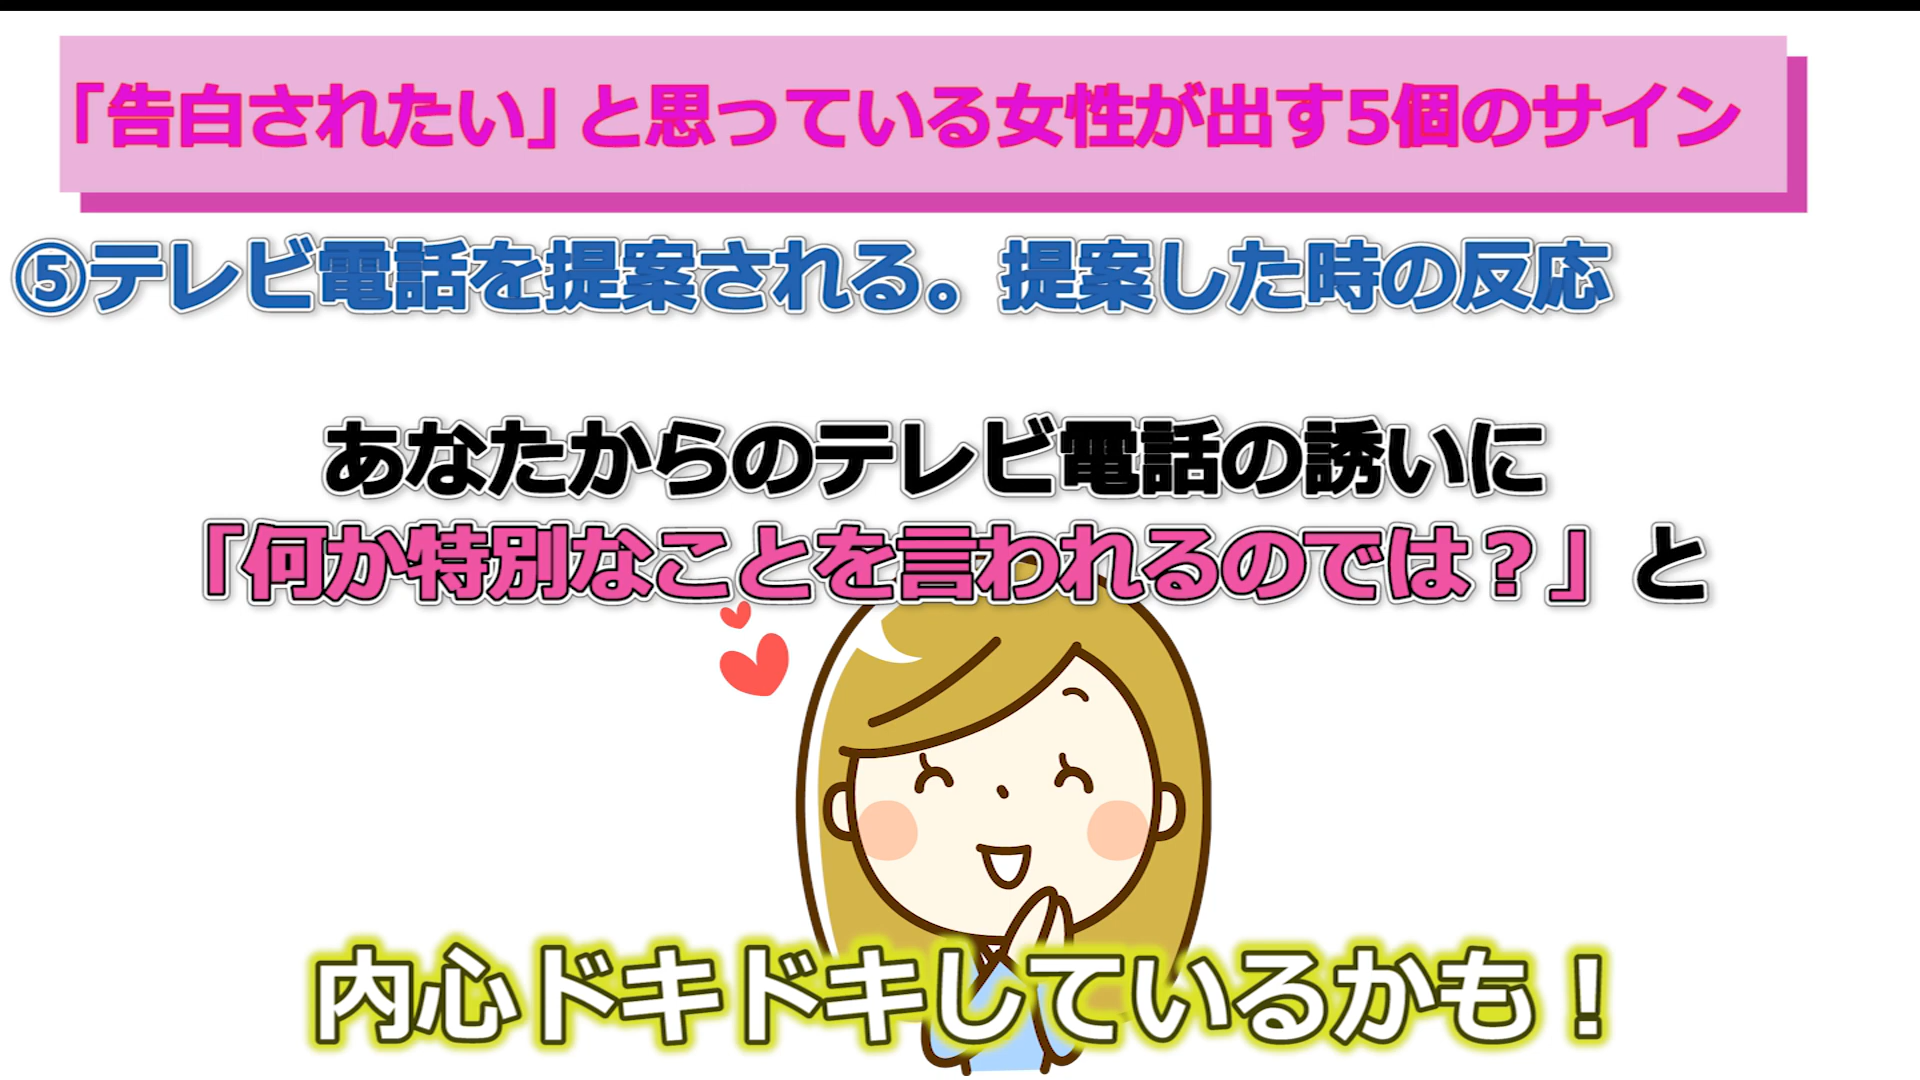 「告白されたい」と思っている女性が出す5個のサイン
⑤テレビ電話を提案される。提案した時の反応
あなたからのテレビ電話の誘いに
「何か特別なことを言われるのでは？」と
内心ドキドキしているかも！